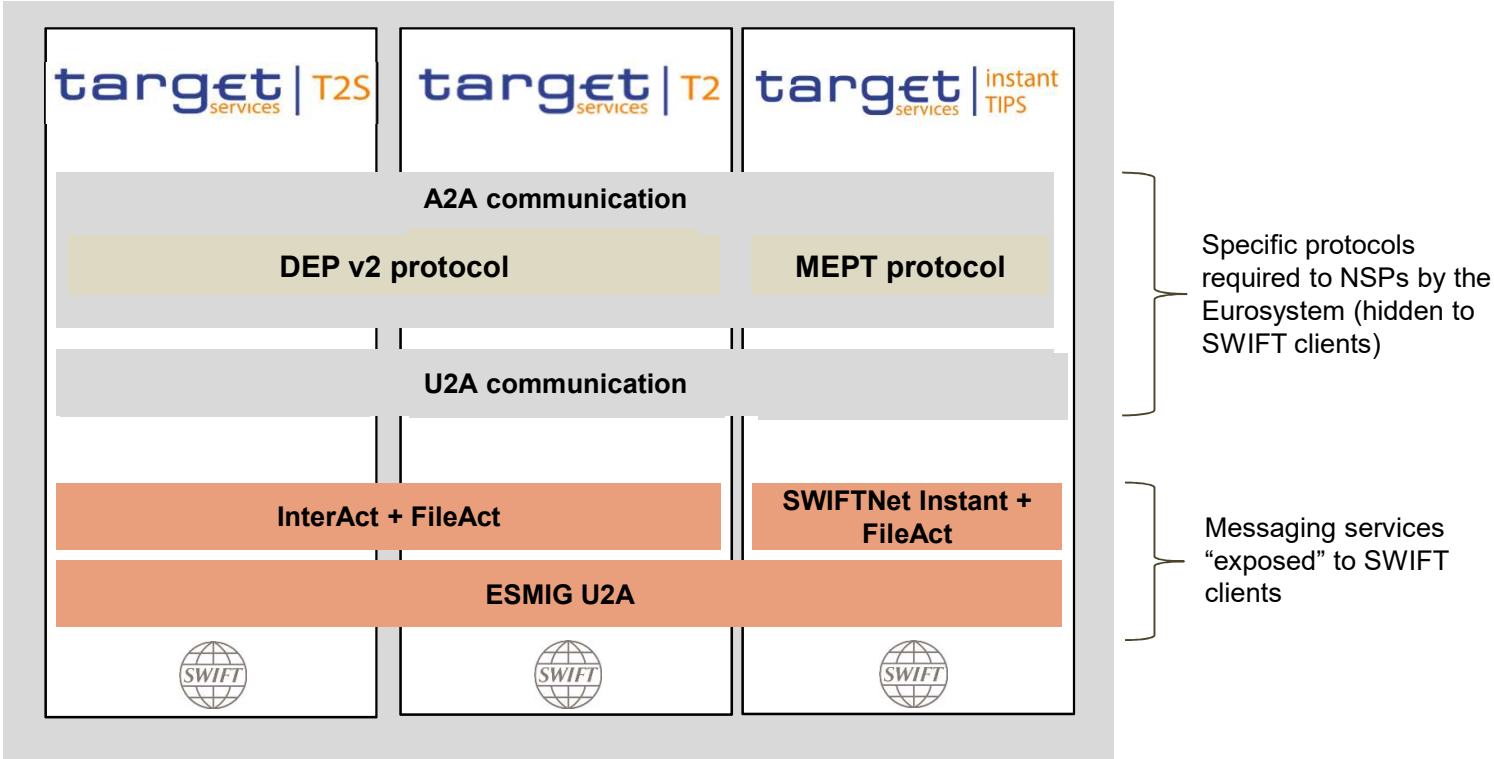 target services | T2S
target services | T2
target services | instant TIPS
A2A communication
DEP v2 protocol
MEPT protocol
U2A communication
Specific protocols
required to NSPs by the
Eurosystem (hidden to
SWIFT clients)
InterAct + FileAct
SWIFTNet Instant +
FileAct
ESMIG U2A
Messaging services
“exposed” to SWIFT
clients
SWIFT
SWIFT
SWIFT